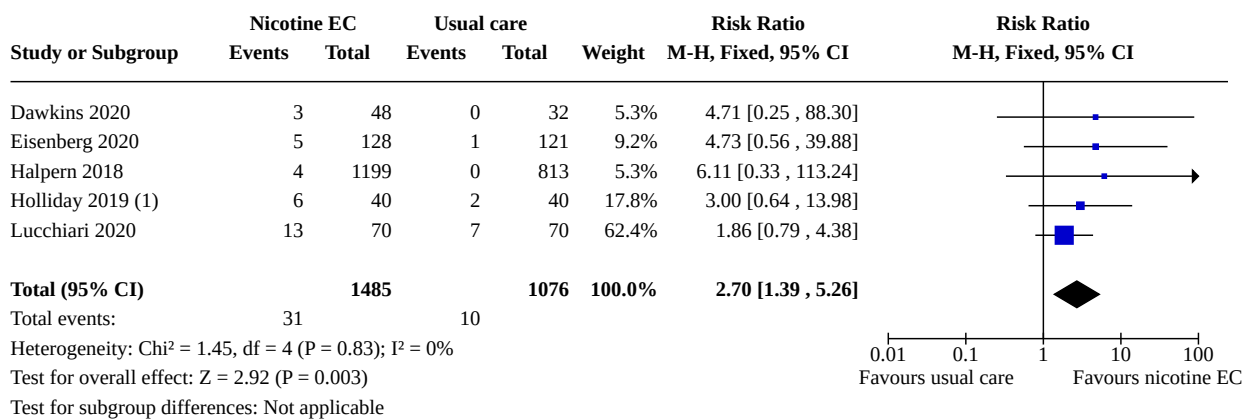 Nicotine EC Usual care Risk Ratio Risk Ratio
Study or Subgroup Events Total Events Total Weight M-H, Fixed, 95% CI M-H, Fixed, 95% CI
Dawkins 2020 3 48 0 32 5.3% 4.71 [0.25 , 88.30]
Eisenberg 2020 5 128 1 121 9.2% 4.73 [0.56 , 39.88]
Halpern 2018 4 1199 0 813 5.3% 6.11 [0.33 , 113.24]
Holliday 2019 (1) 6 40 2 40 17.8% 3.00 [0.64 , 13.98]
Lucchiari 2020 13 70 7 70 62.4% 1.86 [0.79 , 4.38]
Total (95% CI) 1485 1076 100.0% 2.70 [1.39 , 5.26]
Total events: 31 10
Heterogeneity: Chi² = 1.45, df = 4 (P = 0.83); I² = 0%
0.01 0.1 1 10 100
Test for overall effect: Z = 2.92 (P = 0.003)
Favours usual care Favours nicotine EC
Test for subgroup differences: Not applicable